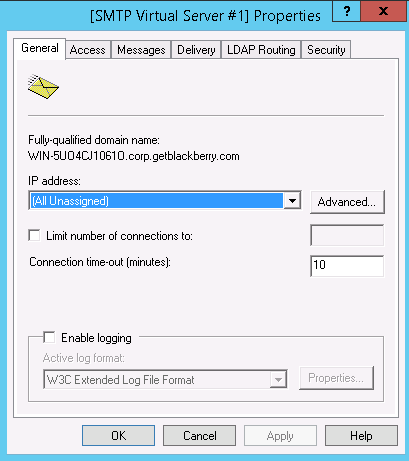 [SMTP Virtual Server #1] Properties
? x
General Access Messages Delivery LDAP Routing Security
Fully-qualified domain name:
WIN-5UO4CJ1061O.corp.getblackberry.com
IP address:
(All Unassigned) Advanced...
Limit number of connections to:
Connection time-out (minutes): 10
Enable logging
Active log format:
W3C Extended Log File Format Properties...
OK Cancel Apply Help